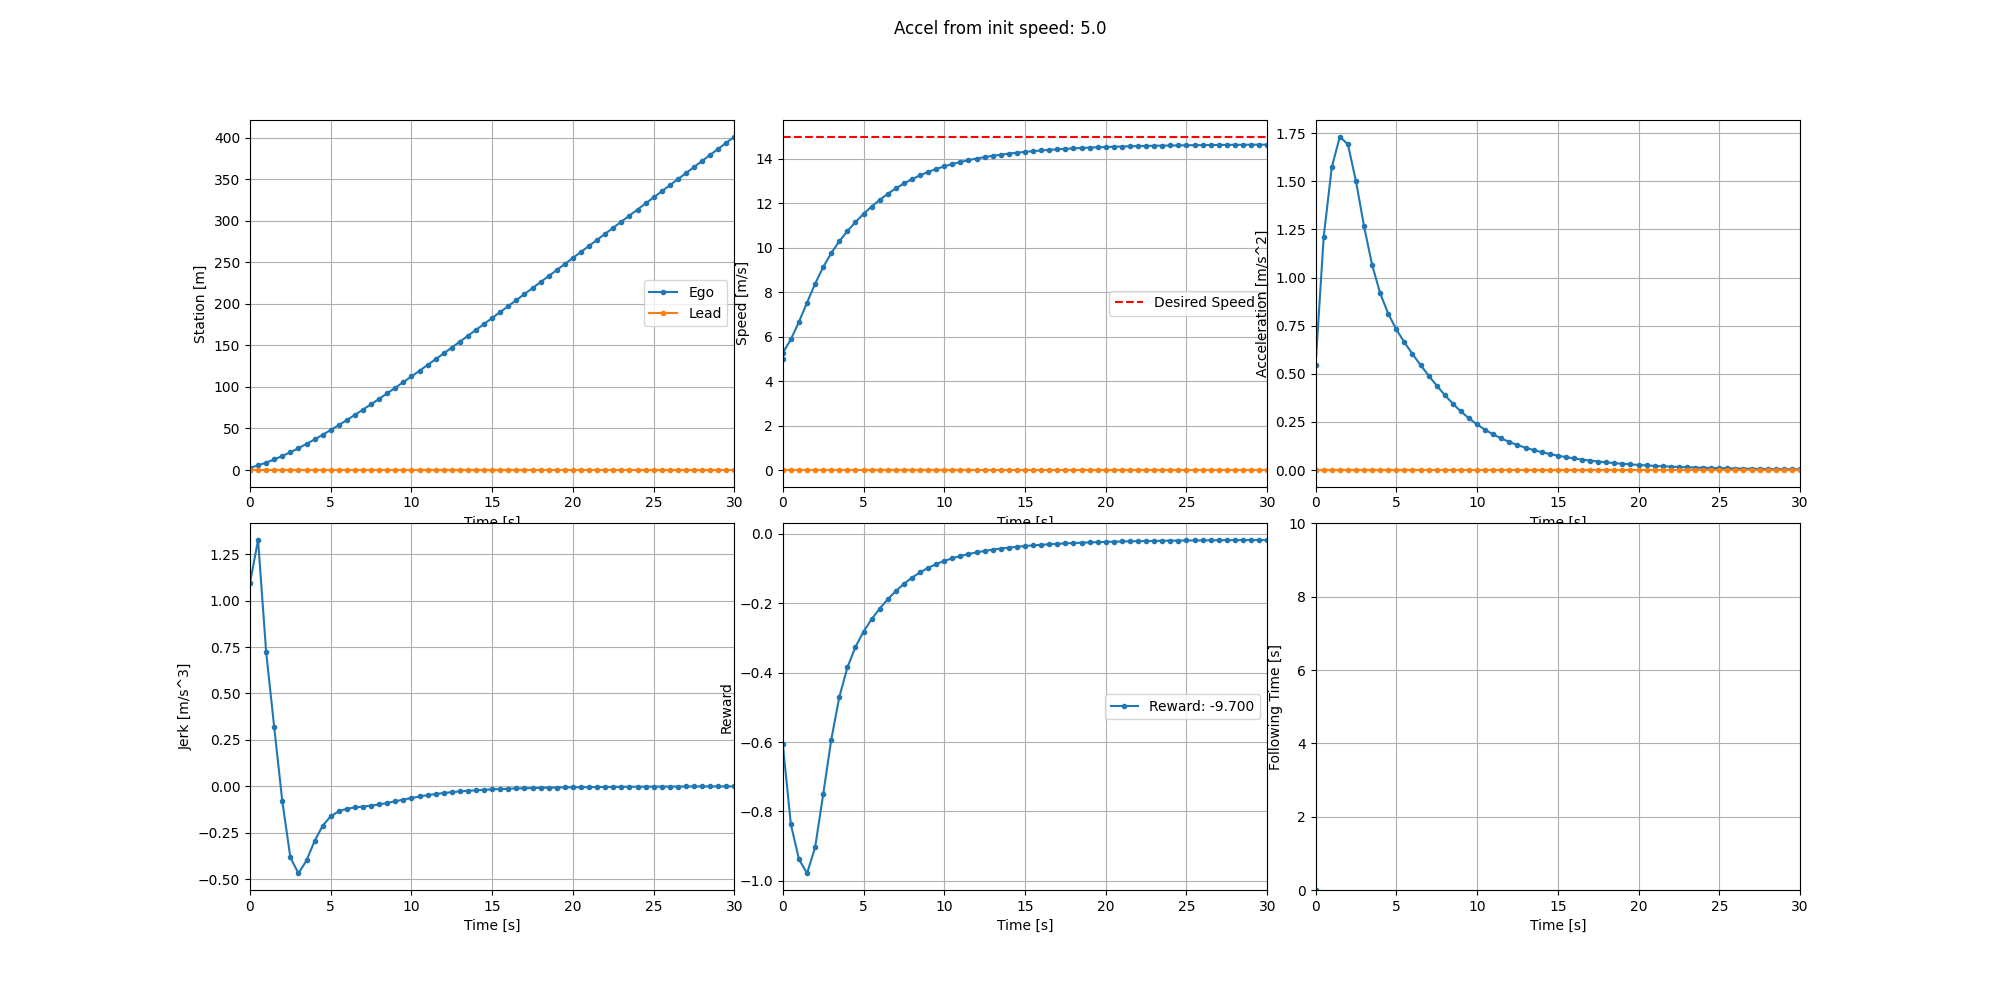 Accel from init speed: 5.0
Station [m]
400
350
300
250
200
150
100
50
0
0 5 10 15 20 25 30
Time [s]
Ego
Lead
Speed [m/s]
14
12
10
8
6
4
2
0
0 5 10 15 20 25 30
Time [s]
Desired Speed
Acceleration [m/s^2]
1.75
1.50
1.25
1.00
0.75
0.50
0.25
0.00
0 5 10 15 20 25 30
Time [s]
Jerk [m/s^3]
1.25
1.00
0.75
0.50
0.25
0.00
−0.25
−0.50
0 5 10 15 20 25 30
Time [s]
Reward
0.0
−0.2
−0.4
−0.6
−0.8
−1.0
0 5 10 15 20 25 30
Time [s]
Reward: -9.700
Following Time [s]
10
8
6
4
2
0
0 5 10 15 20 25 30
Time [s]